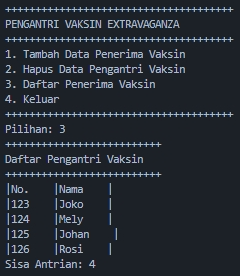 ++++++++++++++++++++++++++++++++++++++
PENGANTRI VAKSIN EXTRAVAGANZA
++++++++++++++++++++++++++++++++++++++
1. Tambah Data Penerima Vaksin
2. Hapus Data Pengantri Vaksin
3. Daftar Penerima Vaksin
4. Keluar
++++++++++++++++++++++++++++++++++++++
Pilihan: 3
++++++++++++++++++++++++++
Daftar Pengantri Vaksin
++++++++++++++++++++++++++
|No.    |Nama    |
|123    |Joko    |
|124    |Mely    |
|125    |Johan    |
|126    |Rosi    |
Sisa Antrian: 4